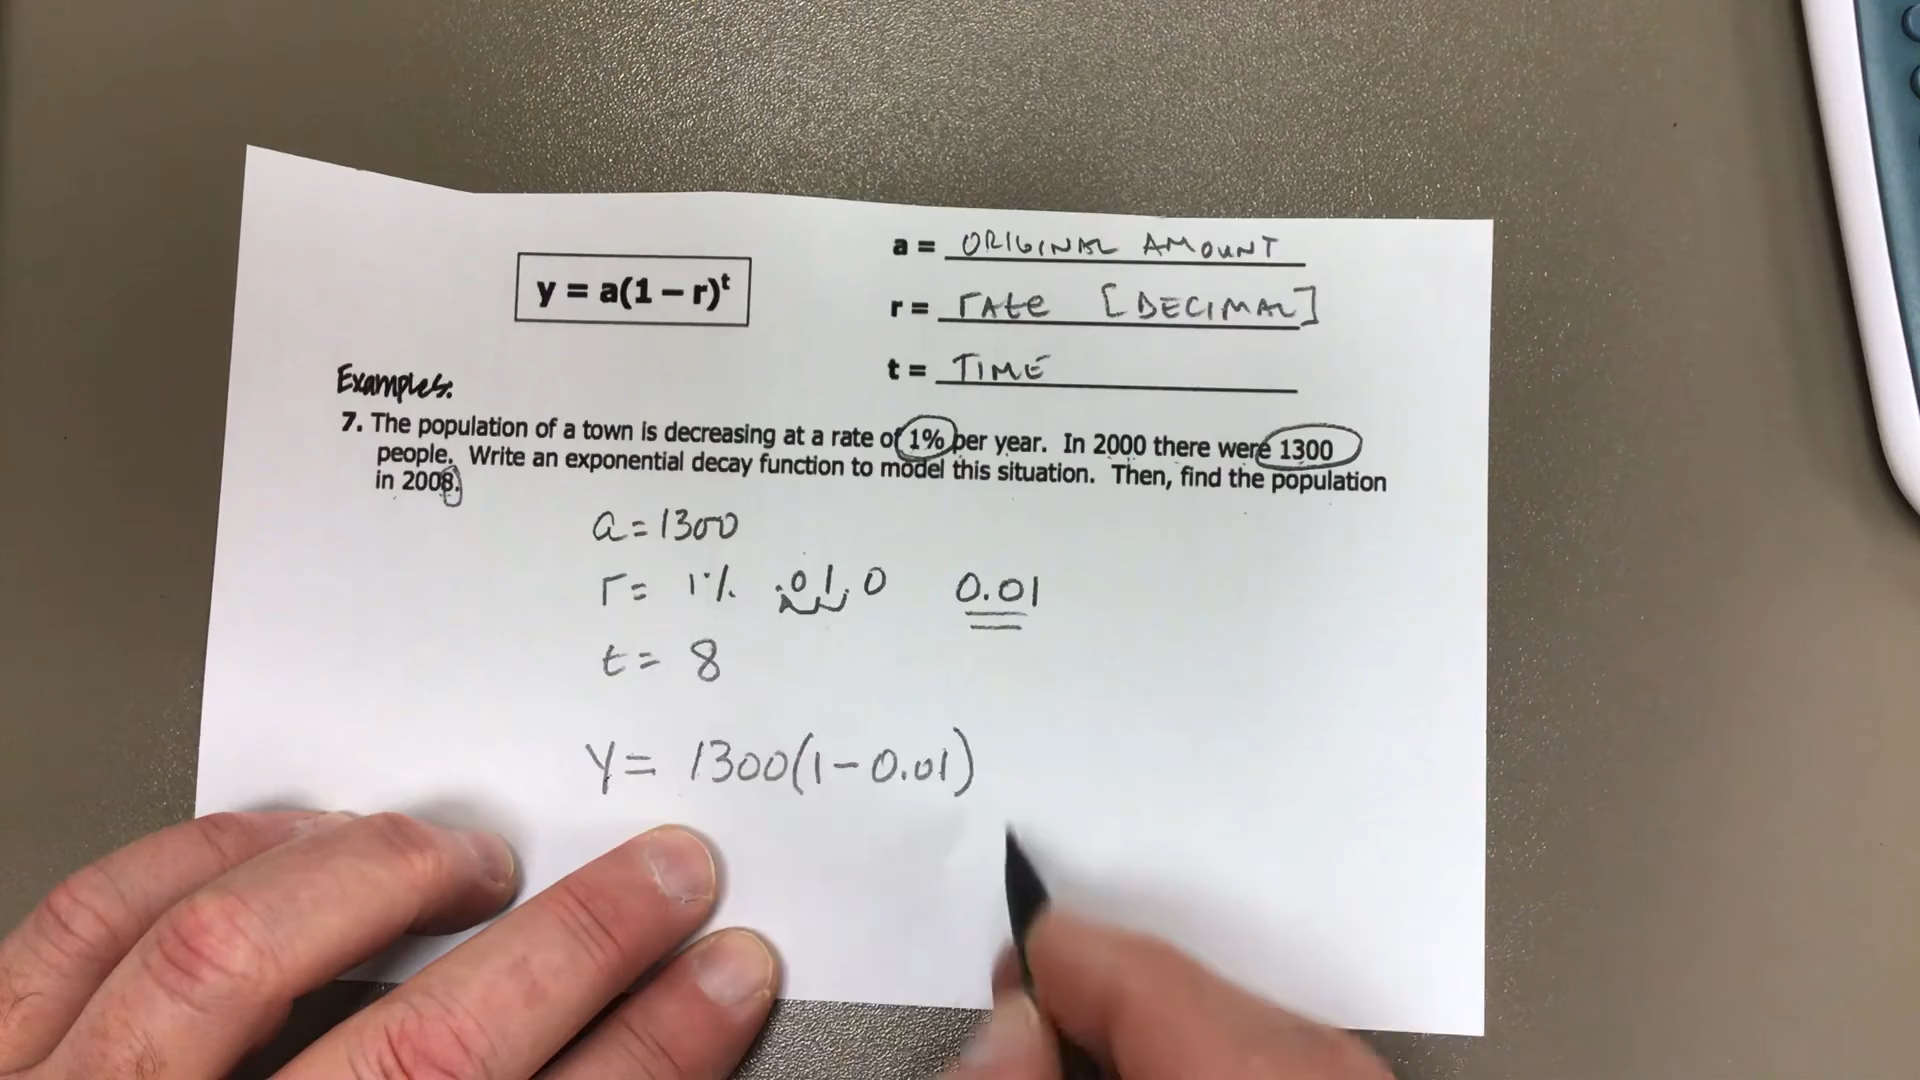 y = a(1 – r)ᵗ
a = ORIGINAL AMOUNT
r = rAte [DECIMAL]
t = TIME
Examples:
7. The population of a town is decreasing at a rate of 1% per year. In 2000 there were 1300
people. Write an exponential decay function to model this situation. Then, find the population
in 2008.
a = 1300
r = 1% .01.0 0.01
t = 8
y = 1300(1 - 0.01)